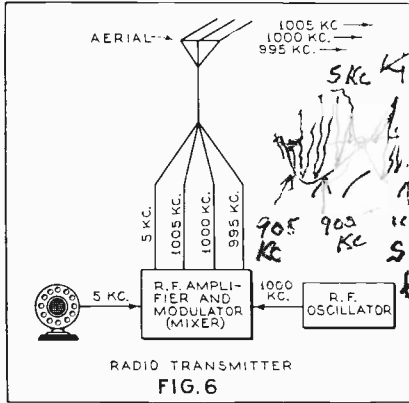 1005 KC
AERIAL
1000 KC.
995 KC.
5 KC
5 KC.
1005 KC.
1000 KC.
995 KC.
905
KC
909
KC
R.F. AMPLI-
FIER AND
MODULATOR
(MIXER)
5 KC.
1000
KC.
R.F.
OSCILLATOR
RADIO TRANSMITTER
FIG. 6